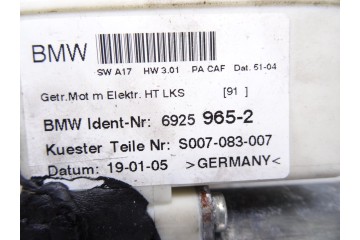 BMW
SW A17 HW 3.01 PA CAF Dat. 51-04
Getr.Mot m Elektr. HT LKS [91 ]
BMW Ident-Nr: 6925 965-2
Kuester Teile Nr: S007-083-007
Datum: 19-01-05 >GERMANY<